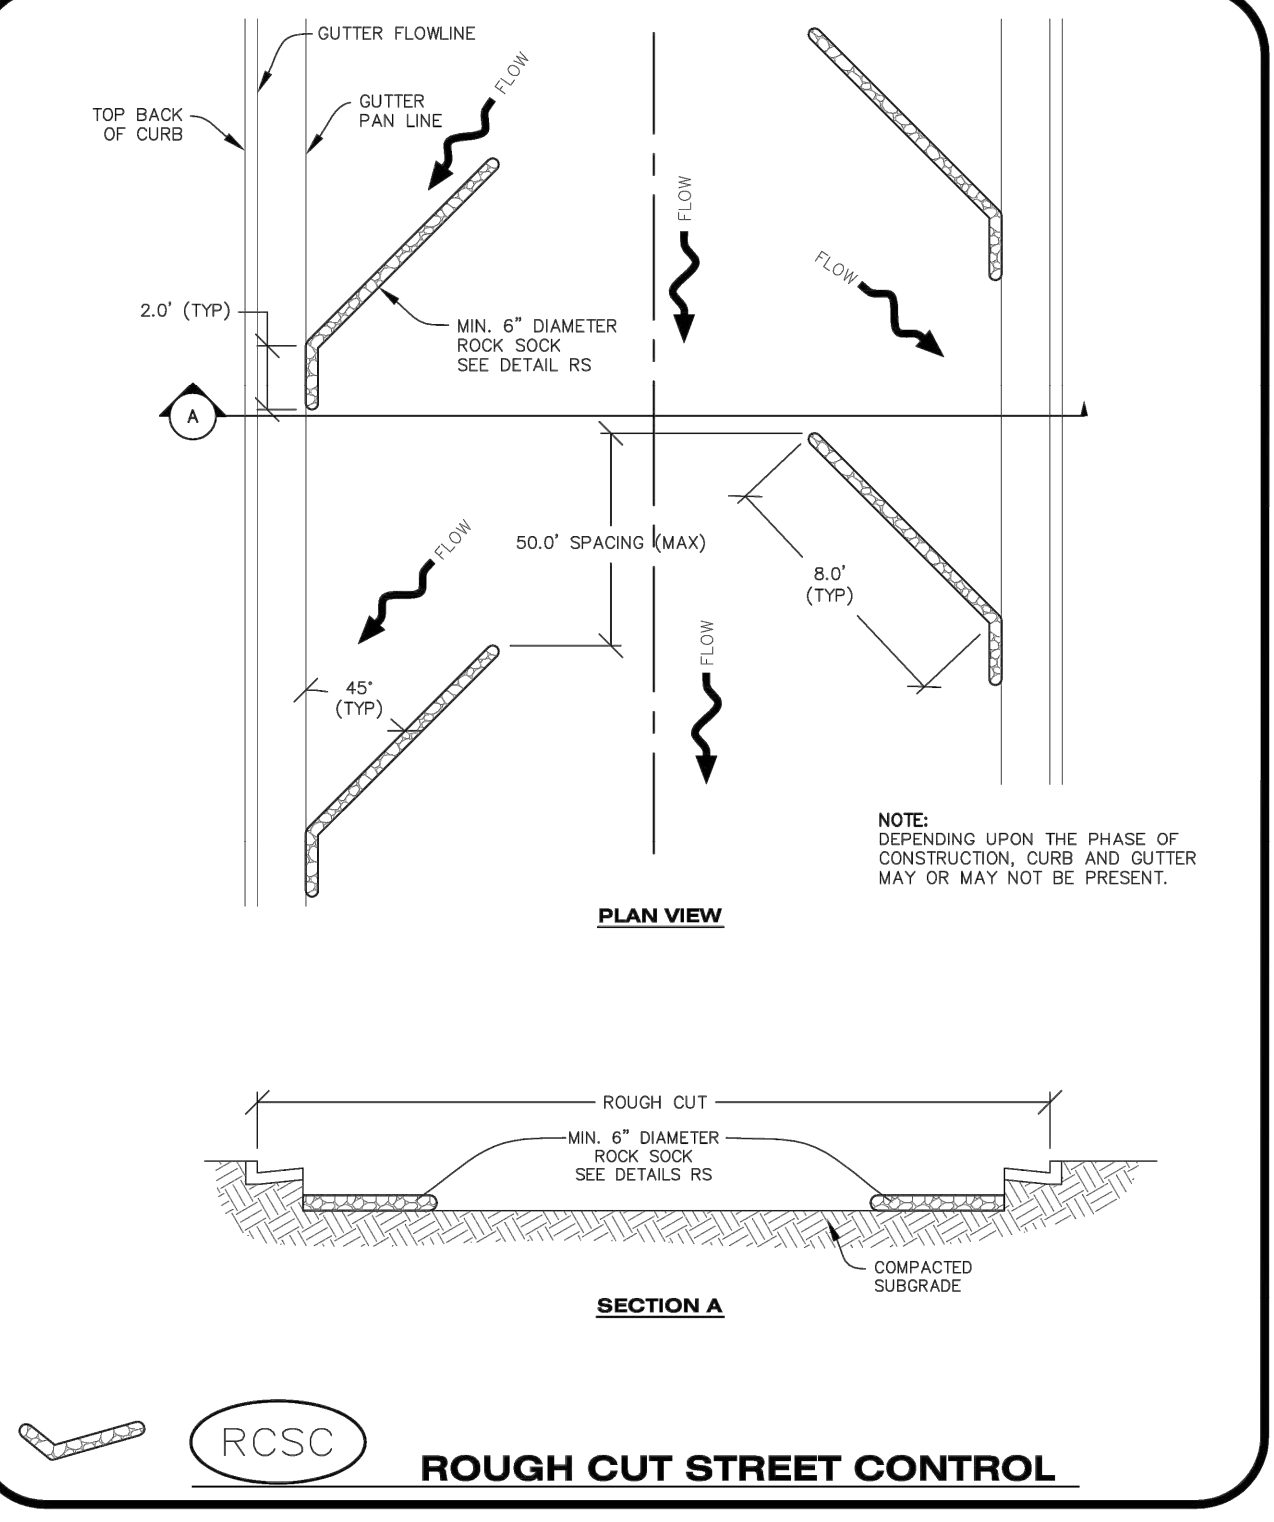 GUTTER FLOWLINE
FLOW
GUTTER
PAN LINE
TOP BACK
OF CURB
FLOW
FLOW
2.0' (TYP)
MIN. 6" DIAMETER
ROCK SOCK
SEE DETAIL RS
A
50.0' SPACING (MAX)
FLOW
8.0'
(TYP)
FLOW
45°
(TYP)
NOTE:
DEPENDING UPON THE PHASE OF
CONSTRUCTION, CURB AND GUTTER
MAY OR MAY NOT BE PRESENT.
PLAN VIEW
ROUGH CUT
MIN. 6" DIAMETER
ROCK SOCK
SEE DETAILS RS
COMPACTED
SUBGRADE
SECTION A
RCSC
ROUGH CUT STREET CONTROL